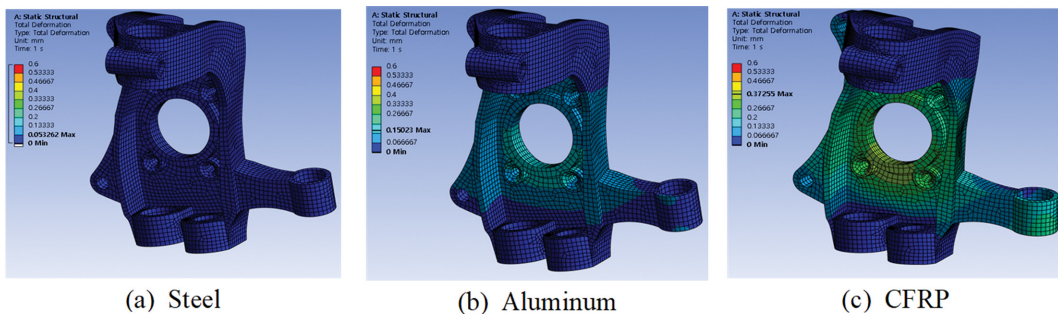 A: Static Structural
Total Deformation
Type: Total Deformation
Unit: mm
Time: 1 s
0.6
0.53333
0.46667
0.4
0.33333
0.26667
0.2
0.13333
0.053262 Max
0 Min
(a) Steel
A: Static Structural
Total Deformation
Type: Total Deformation
Unit: mm
Time: 1 s
0.6
0.53333
0.46667
0.4
0.33333
0.26667
0.2
0.15023 Max
0.066667
0 Min
(b) Aluminum
A: Static Structural
Total Deformation
Type: Total Deformation
Unit: mm
Time: 1 s
0.6
0.53333
0.46667
0.37255 Max
0.26667
0.2
0.13333
0.066667
0 Min
(c) CFRP